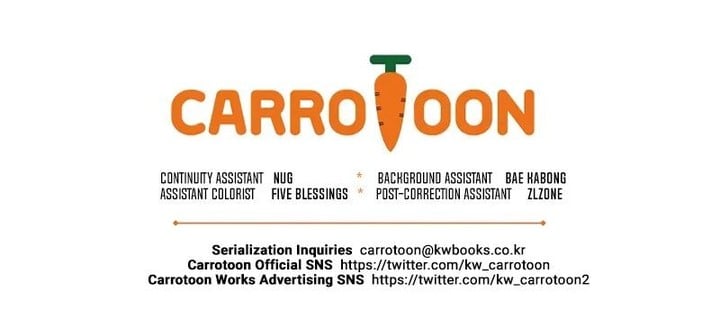 CARROTOON
CONTINUITY ASSISTANT NUG * BACKGROUND ASSISTANT BAE KABONG
ASSISTANT COLORIST FIVE BLESSINGS * POST-CORRECTION ASSISTANT ZLZONE
Serialization Inquiries carrotoon@kwbooks.co.kr
Carrotoon Official SNS https://twitter.com/kw_carrotoon
Carrotoon Works Advertising SNS https://twitter.com/kw_carrotoon2